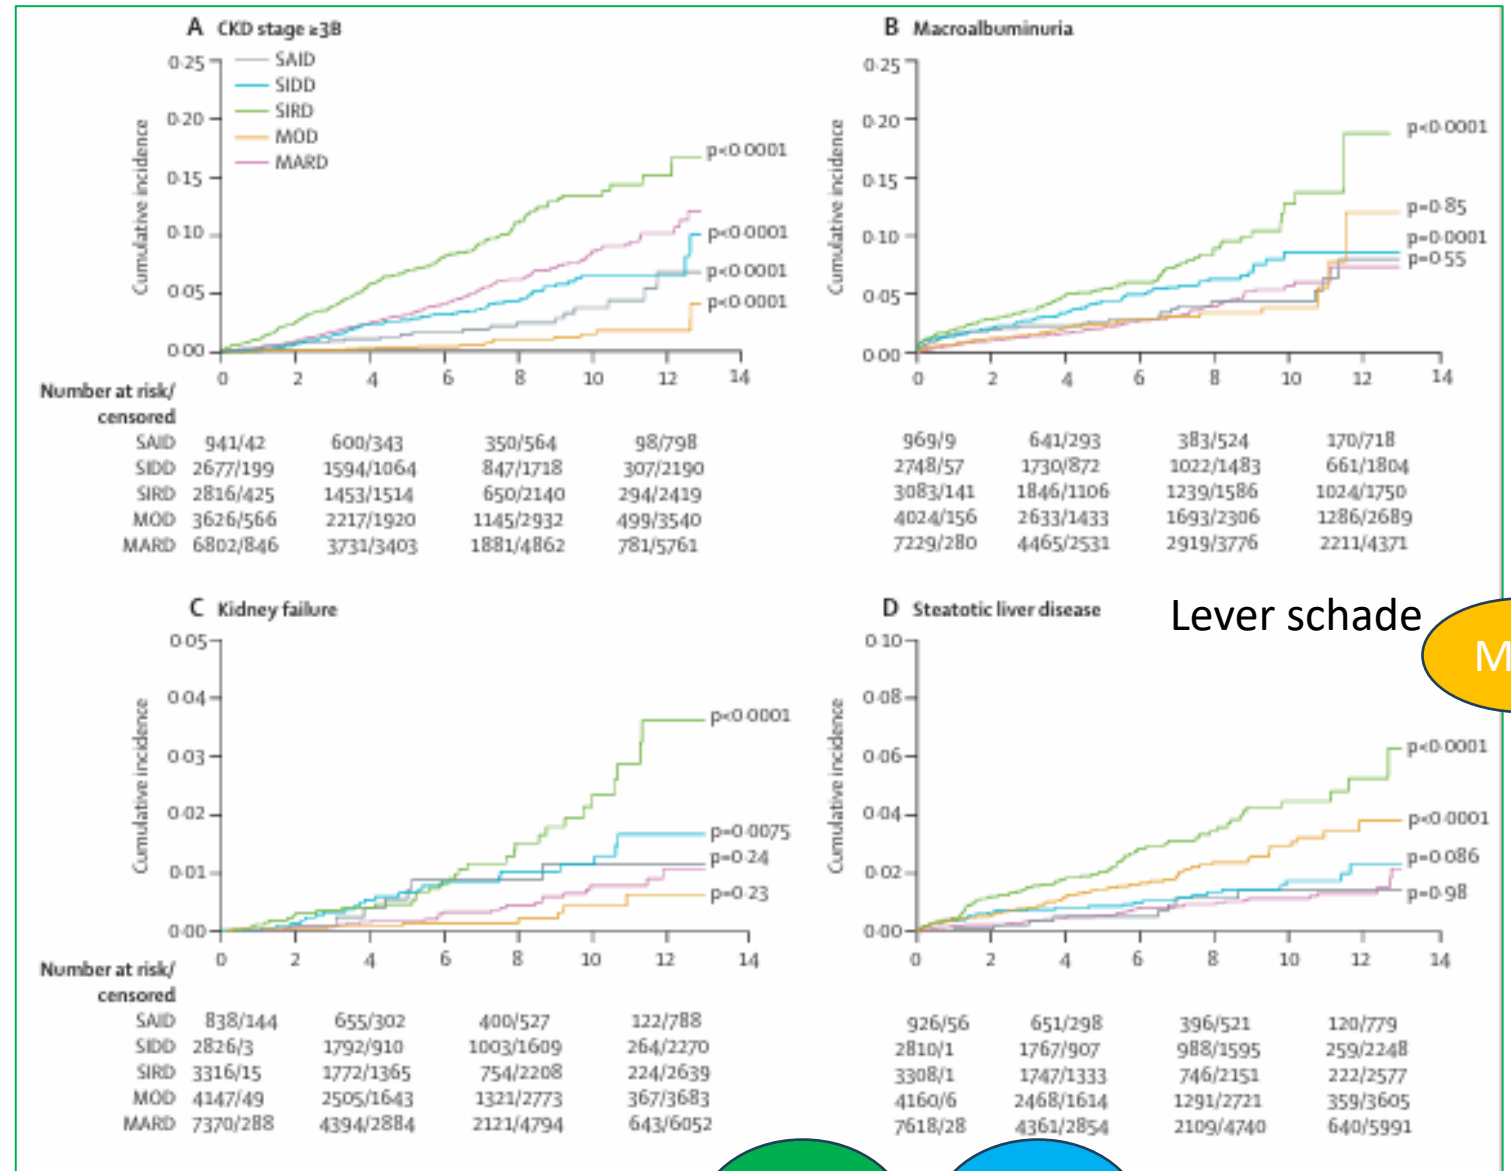 A CKD stage ≥3B
0·25
SAID
SIDD
SIRD
MOD
MARD
0·20
0·15
0·10
0·05
0·00
Cumulative incidence
p<0·0001
p<0·0001
p<0·0001
p<0·0001
0 2 4 6 8 10 12 14
Number at risk/
censored
SAID 941/42 600/343 350/564 98/798
SIDD 2677/199 1594/1064 847/1718 307/2190
SIRD 2816/425 1453/1514 650/2140 294/2419
MOD 3626/566 2217/1920 1145/2932 499/3540
MARD 6802/846 3731/3403 1881/4862 781/5761
B Macroalbuminuria
0·25
0·20
0·15
0·10
0·05
0·00
Cumulative incidence
p<0·0001
p=0·85
p=0·0001
p=0·55
0 2 4 6 8 10 12 14
969/9 641/293 383/524 170/718
2748/57 1730/872 1022/1483 661/1804
3083/141 1846/1106 1239/1586 1024/1750
4024/156 2633/1433 1693/2306 1286/2689
7229/280 4465/2531 2919/3776 2211/4371
C Kidney failure
0·05
0·04
0·03
0·02
0·01
0·00
Cumulative incidence
p<0·0001
p=0·0075
p=0·24
p=0·23
0 2 4 6 8 10 12 14
Number at risk/
censored
SAID 838/144 655/302 400/527 122/788
SIDD 2826/3 1792/910 1003/1609 264/2270
SIRD 3316/15 1772/1365 754/2208 224/2639
MOD 4147/49 2505/1643 1321/2773 367/3683
MARD 7370/288 4394/2884 2121/4794 643/6052
D Steatotic liver disease
Lever schade
M
0·10
0·08
0·06
0·04
0·02
0·00
Cumulative incidence
p<0·0001
p<0·0001
p=0·086
p=0·98
0 2 4 6 8 10 12 14
926/56 651/298 396/521 120/779
2810/1 1767/907 988/1595 259/2248
3308/1 1747/1333 746/2151 222/2577
4160/6 2468/1614 1291/2721 359/3605
7618/28 4361/2854 2109/4740 640/5991